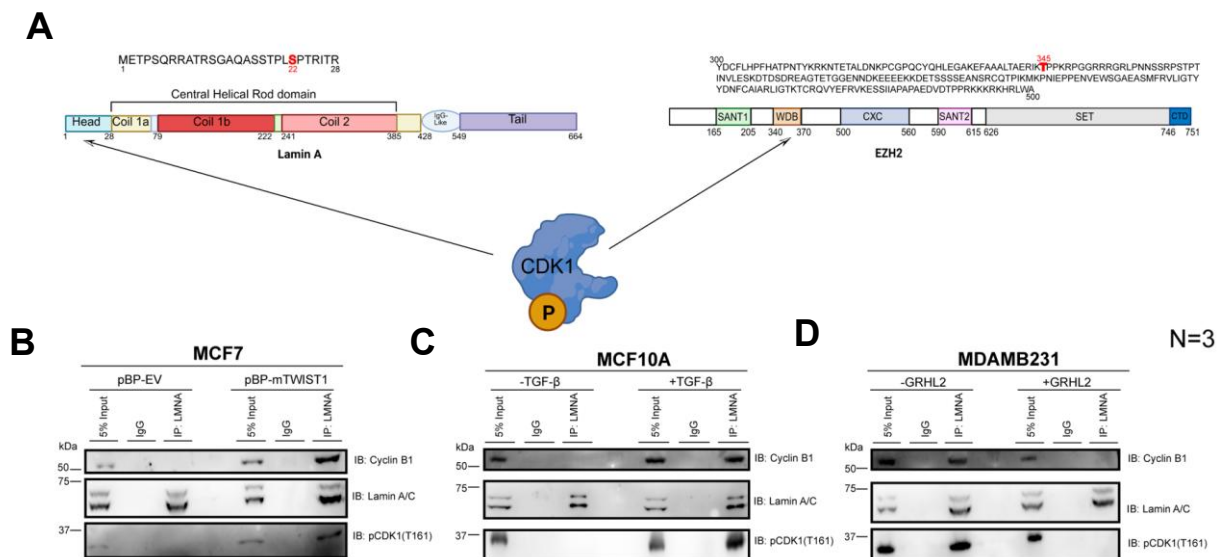 A
METPSQRRATRSGAQASSTPLSPTRITR
1 22 28
Central Helical Rod domain
Head Coil 1a Coil 1b Coil 2 IgG-Like Tail
1 28 79 222 241 385 428 549 664
Lamin A
300 345
YDCFLHPFHATPNTYKRKNTETALDNKPCGPQCYQHLEGAKEFAAALTAERIKTPPKRPGGRRRGRLPNNSSRPSTPT
INVLESKDTDSDREAGTETGGENNDKEEEEKKDETSSSSEANSRCQTPIKMKPNIEPPENVEWSGAEASMFRVLIGTY
YDNFCAIARLIGTKTCRQVYEFRVKESSIIAPAPAEDVDTPPRKKKRKHRLWA
500
SANT1 WDB CXC SANT2 SET CTD
165 205 340 370 500 560 590 615 626 746 751
EZH2
CDK1
P
N=3
B
MCF7
pBP-EV pBP-mTWIST1
5% Input IgG IP: LMNA 5% Input IgG IP: LMNA
kDa
50
IB: Cyclin B1
75
IB: Lamin A/C
37
IB: pCDK1(T161)
C
MCF10A
-TGF-β +TGF-β
5% Input IgG IP: LMNA 5% Input IgG IP: LMNA
kDa
50
IB: Cyclin B1
75
IB: Lamin A/C
37
IB: pCDK1(T161)
D
MDAMB231
-GRHL2 +GRHL2
5% Input IgG IP: LMNA 5% Input IgG IP: LMNA
kDa
50
IB: Cyclin B1
75
IB: Lamin A/C
37
IB: pCDK1(T161)